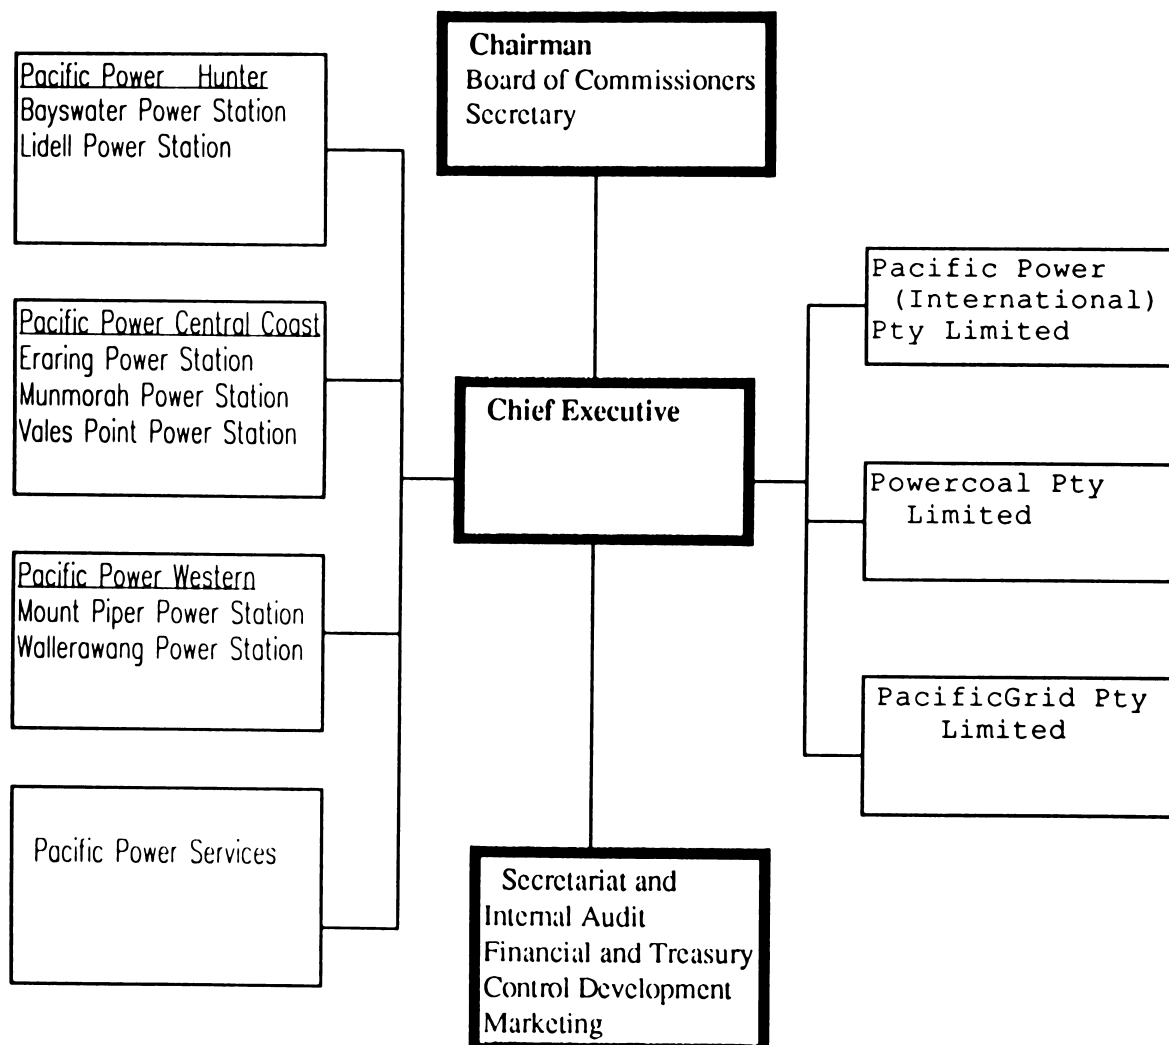 Chairman
Board of Commissioners
Secretary
Pacific Power Hunter
Bayswater Power Station
Lidell Power Station
Pacific Power Central Coast
Eraring Power Station
Munmorah Power Station
Vales Point Power Station
Pacific Power Western
Mount Piper Power Station
Wallerawang Power Station
Pacific Power Services
Chief Executive
Secretariat and
Internal Audit
Financial and Treasury
Control Development
Marketing
Pacific Power
(International)
Pty Limited
Powercoal Pty
Limited
PacificGrid Pty
Limited